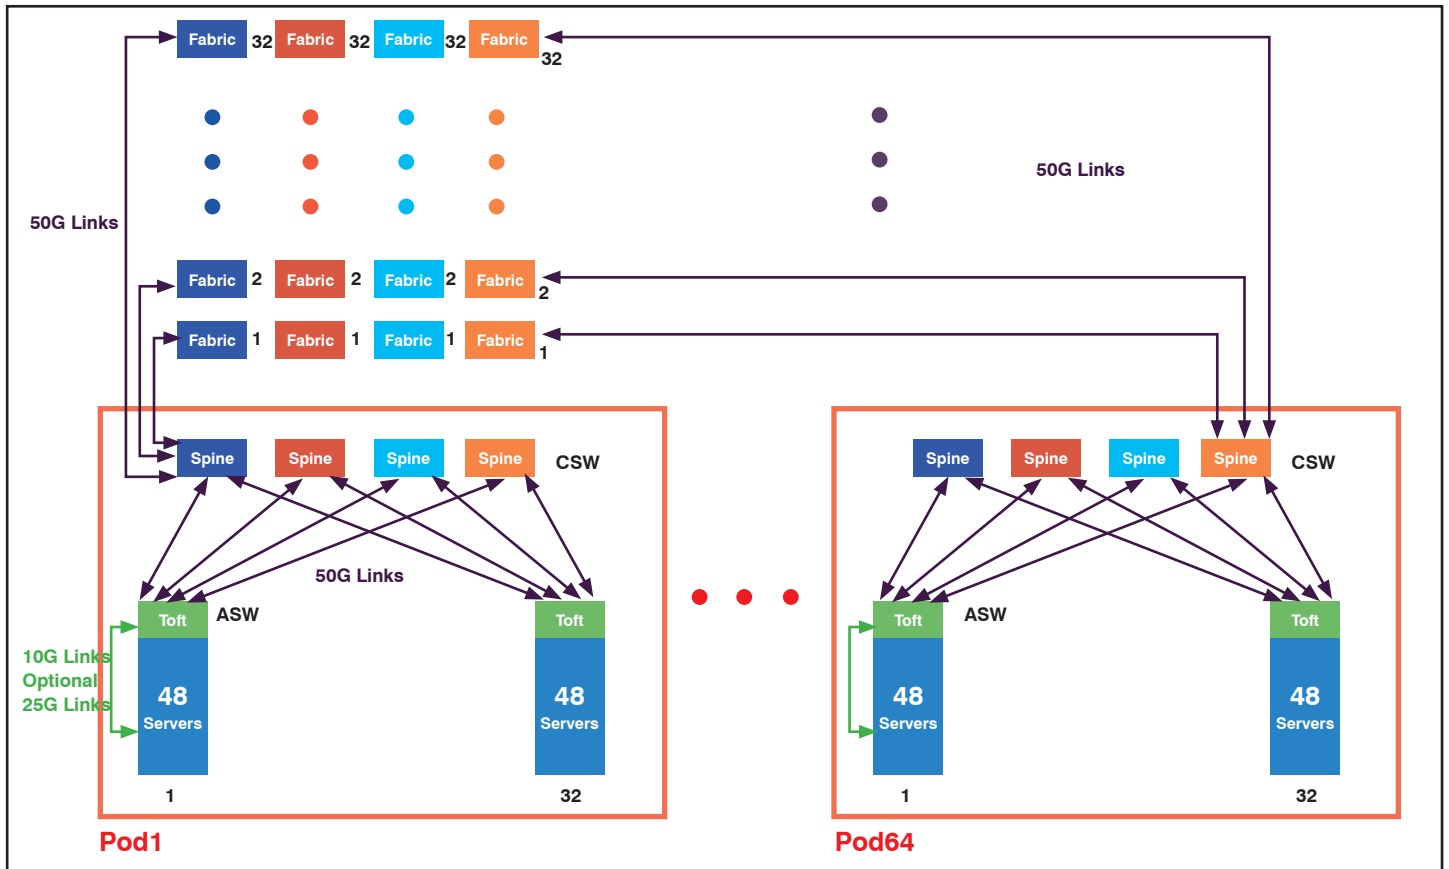 Fabric 32 Fabric 32 Fabric 32 Fabric 32
50G Links
50G Links
Fabric 2 Fabric 2 Fabric 2 Fabric 2
Fabric 1 Fabric 1 Fabric 1 Fabric 1
Spine Spine Spine Spine CSW
Spine Spine Spine Spine CSW
50G Links
Toft ASW Toft
Toft ASW Toft
10G Links
Optional
25G Links
48 48
Servers Servers
48 48
Servers Servers
1 32
1 32
Pod1
Pod64